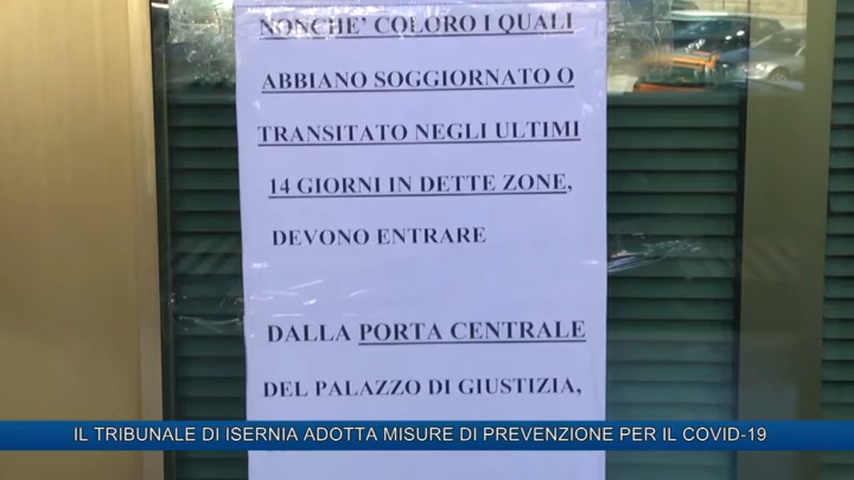 NONCHE' COLORO I QUALI
ABBIANO SOGGIORNATO O
TRANSITATO NEGLI ULTIMI
14 GIORNI IN DETTE ZONE,
DEVONO ENTRARE
DALLA PORTA CENTRALE
DEL PALAZZO DI GIUSTIZIA,
IL TRIBUNALE DI ISERNIA ADOTTA MISURE DI PREVENZIONE PER IL COVID-19